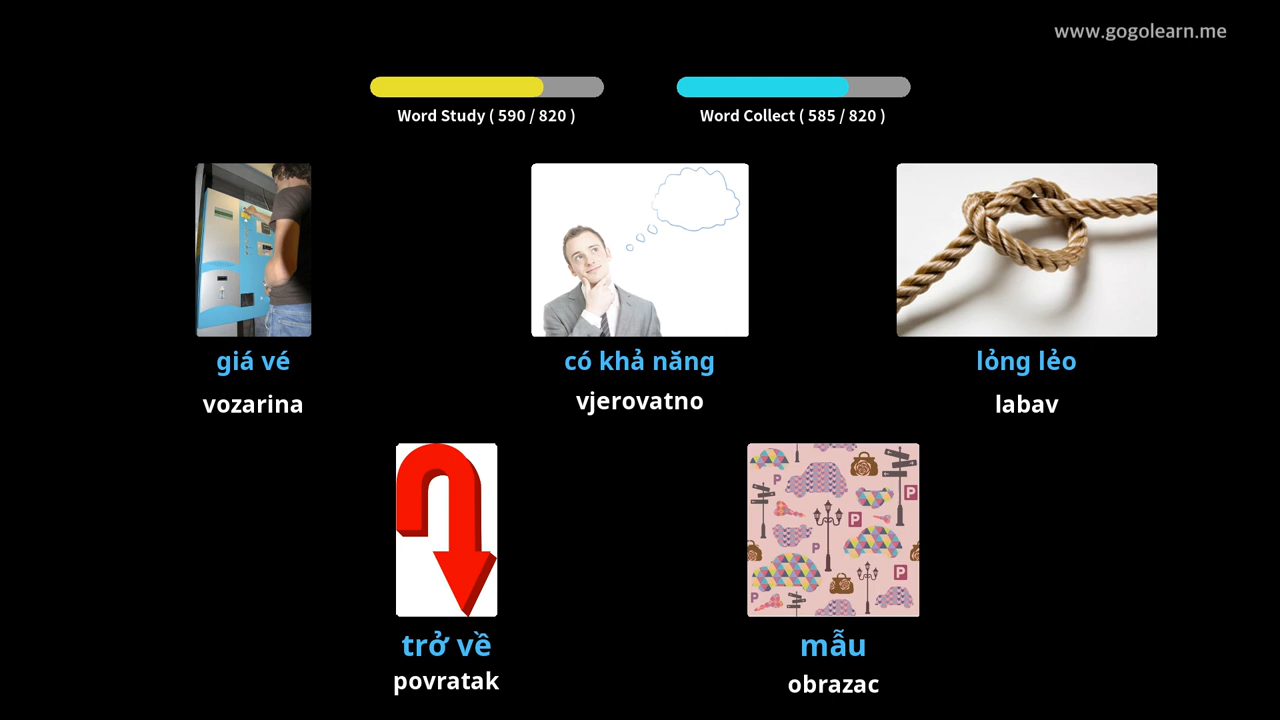 www.gogolearn.me
Word Study ( 590 / 820 )
Word Collect ( 585 / 820 )
giá vé
vozarina
có khả năng
vjerovatno
lỏng lẻo
labav
trở về
povratak
P
P
P
P
P
P
mẫu
obrazac